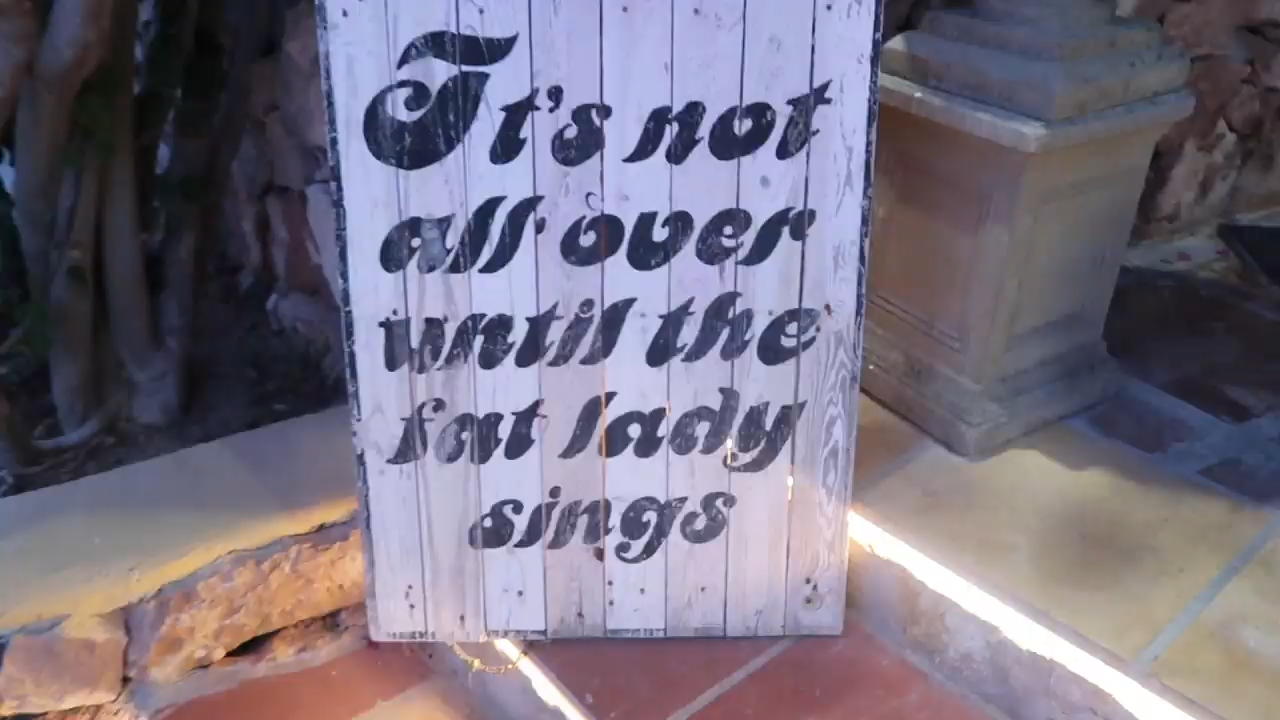 It's not
all over
until the
fat lady
sings